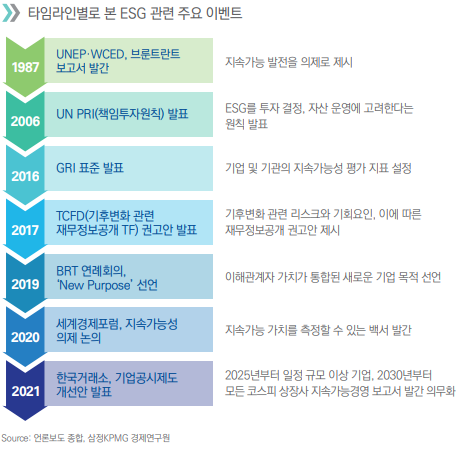 타임라인별로 본 ESG 관련 주요 이벤트
1987
UNEP·WCED, 브룬트란트
보고서 발간
지속가능 발전을 의제로 제시
2006
UN PRI(책임투자원칙) 발표
ESG를 투자 결정, 자산 운영에 고려한다는
원칙 발표
2016
GRI 표준 발표
기업 및 기관의 지속가능성 평가 지표 설정
2017
TCFD(기후변화 관련
재무정보공개 TF) 권고안 발표
기후변화 관련 리스크와 기회요인, 이에 따른
재무정보공개 권고안 제시
2019
BRT 연례회의,
‘New Purpose’ 선언
이해관계자 가치가 통합된 새로운 기업 목적 선언
2020
세계경제포럼, 지속가능성
의제 논의
지속가능 가치를 측정할 수 있는 백서 발간
2021
한국거래소, 기업공시제도
개선안 발표
2025년부터 일정 규모 이상 기업, 2030년부터
모든 코스피 상장사 지속가능경영 보고서 발간 의무화
Source: 언론보도 종합, 삼정KPMG 경제연구원